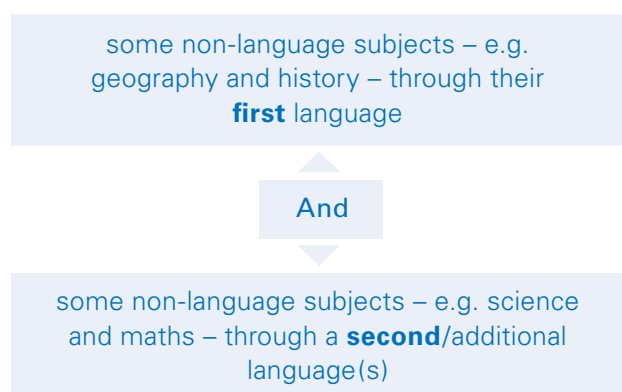 some non-language subjects – e.g.
geography and history – through their
first language
And
some non-language subjects – e.g. science
and maths – through a second/additional
language(s)